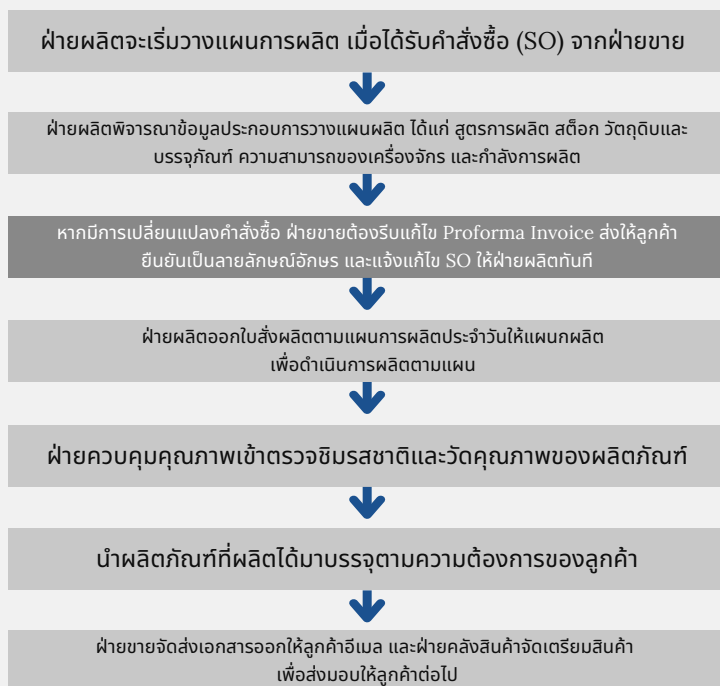 ฝ่ายผลิตจะเริ่มวางแผนการผลิต เมื่อได้รับคำสั่งซื้อ (SO) จากฝ่ายขาย
ฝ่ายผลิตพิจารณาข้อมูลประกอบการวางแผนผลิต ได้แก่ สูตรการผลิต สต็อก วัตถุดิบและ
บรรจุภัณฑ์ ความสามารถของเครื่องจักร และกำลังการผลิต
หากมีการเปลี่ยนแปลงคำสั่งซื้อ ฝ่ายขายต้องรีบแก้ไข Proforma Invoice ส่งให้ลูกค้า
ยืนยันเป็นลายลักษณ์อักษร และแจ้งแก้ไข SO ให้ฝ่ายผลิตทันที
ฝ่ายผลิตออกใบสั่งผลิตตามแผนการผลิตประจำวันให้แผนกผลิต
เพื่อดำเนินการผลิตตามแผน
ฝ่ายควบคุมคุณภาพเข้าตรวจชิมรสชาติและวัดคุณภาพของผลิตภัณฑ์
นำผลิตภัณฑ์ที่ผลิตได้มาบรรจุตามความต้องการของลูกค้า
ฝ่ายขายจัดส่งเอกสารออกให้ลูกค้าอีเมล และฝ่ายคลังสินค้าจัดเตรียมสินค้า
เพื่อส่งมอบให้ลูกค้าต่อไป